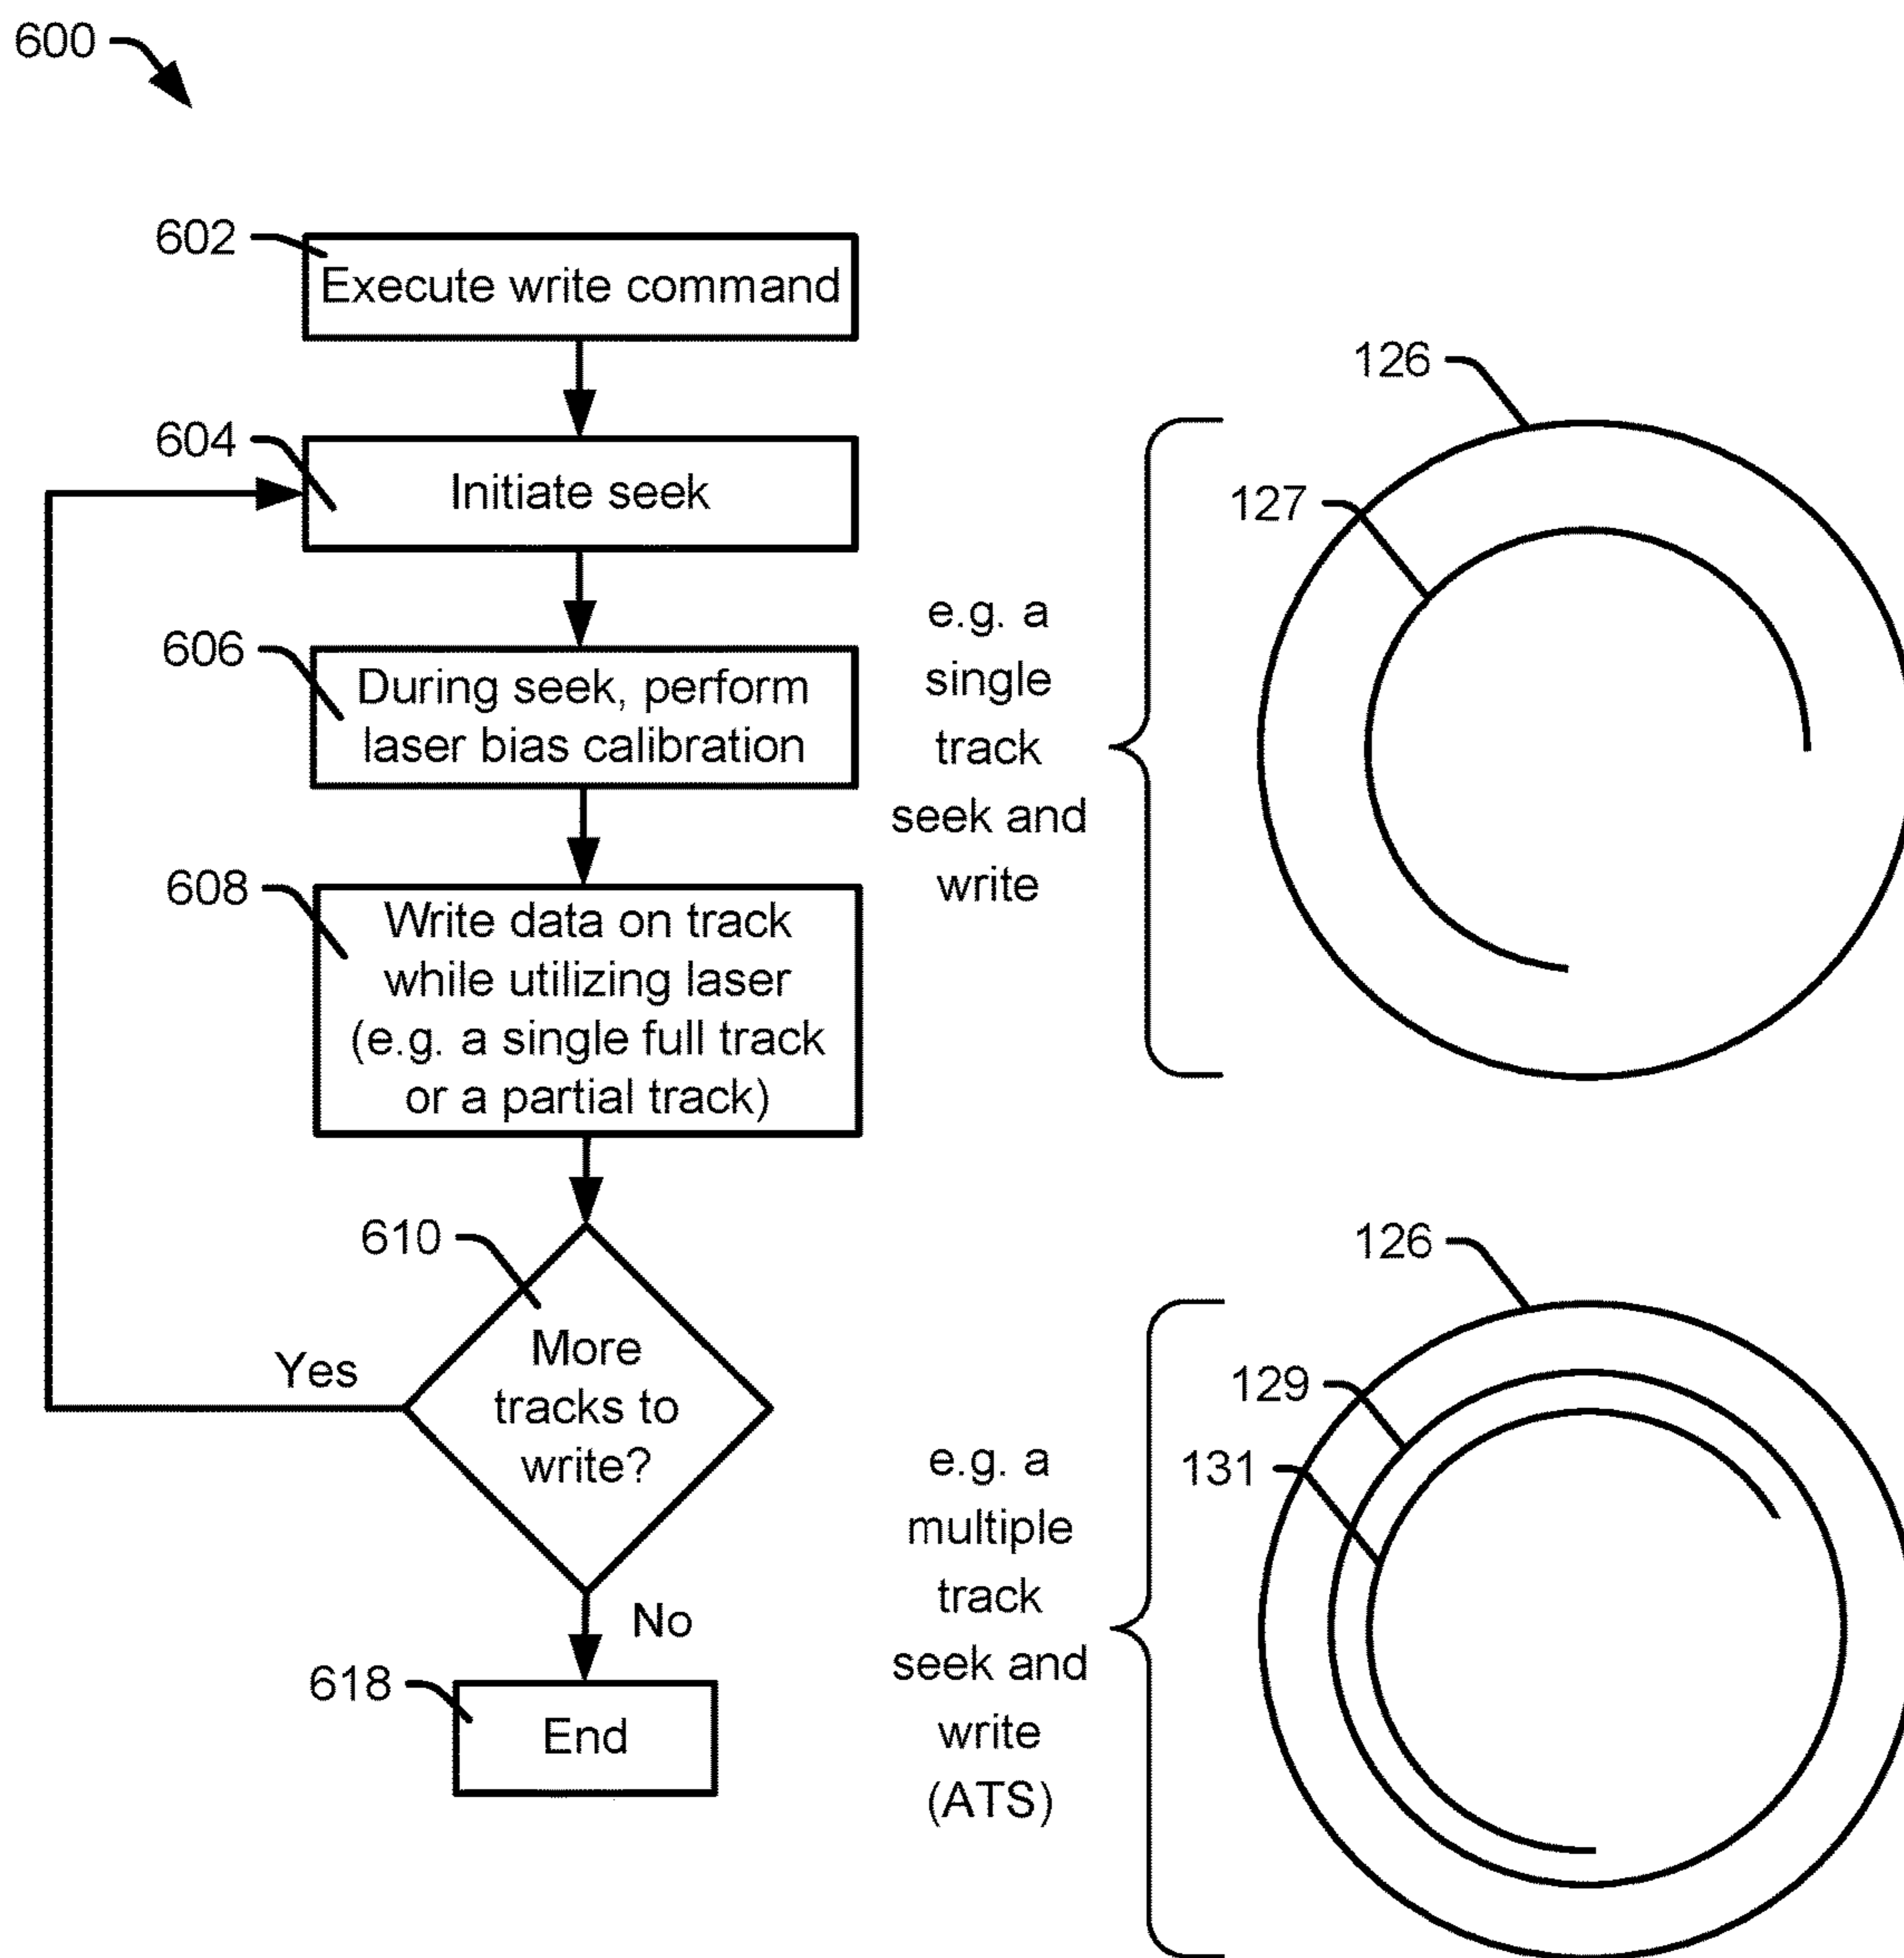 600
602
Execute write command
604
Initiate seek
606
During seek, perform
laser bias calibration
608
Write data on track
while utilizing laser
(e.g. a single full track
or a partial track)
610
More
tracks to
write?
Yes
No
618
End
e.g. a
single
track
seek and
write
126
127
e.g. a
multiple
track
seek and
write
(ATS)
126
129
131